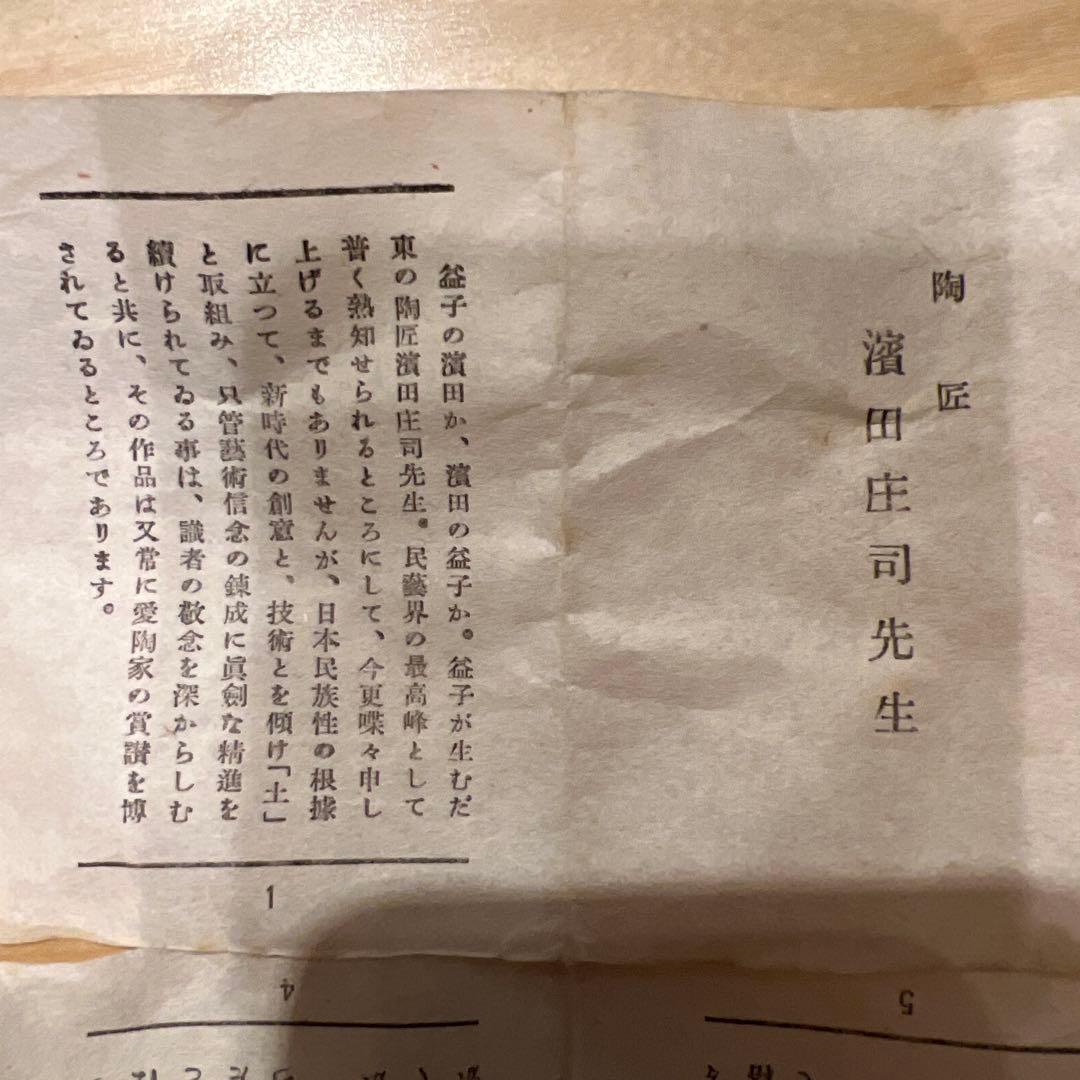 陶匠
濱田庄司先生
益子の濱田か、濱田の益子か。益子が生むだ
東の陶匠濱田庄司先生。民藝界の最高峰として
普く熟知せられるところにして、今更喋々申し
上げるまでもありませんが、日本民族性の根據
に立つて、新時代の創意と、技術とを傾け「土」
と取組み、只管藝術信念の錬成に眞劍な精進を
續けられてゐる事は、識者の敬念を深からしむ
ると共に、その作品は又常に愛陶家の賞讃を博
されてゐるところであります。
1
4
5